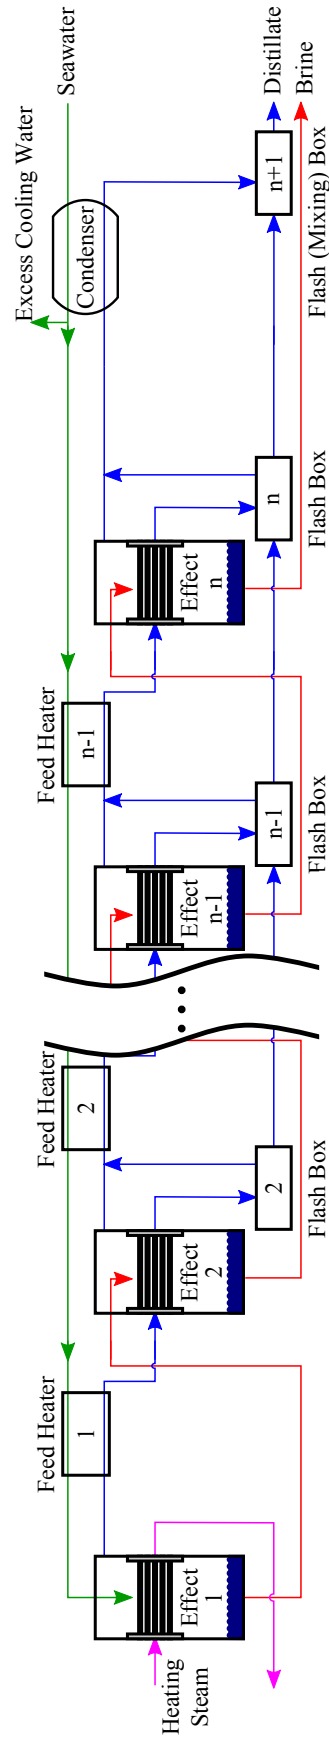 Excess Cooling Water
Seawater
Condenser
Feed Heater
1
Feed Heater
2
Feed Heater
n-1
Heating
Steam
Effect
1
Effect
2
...
Effect
n-1
Effect
n
2
Flash Box
n-1
Flash Box
n
Flash Box
n+1
Flash (Mixing) Box
Distillate
Brine